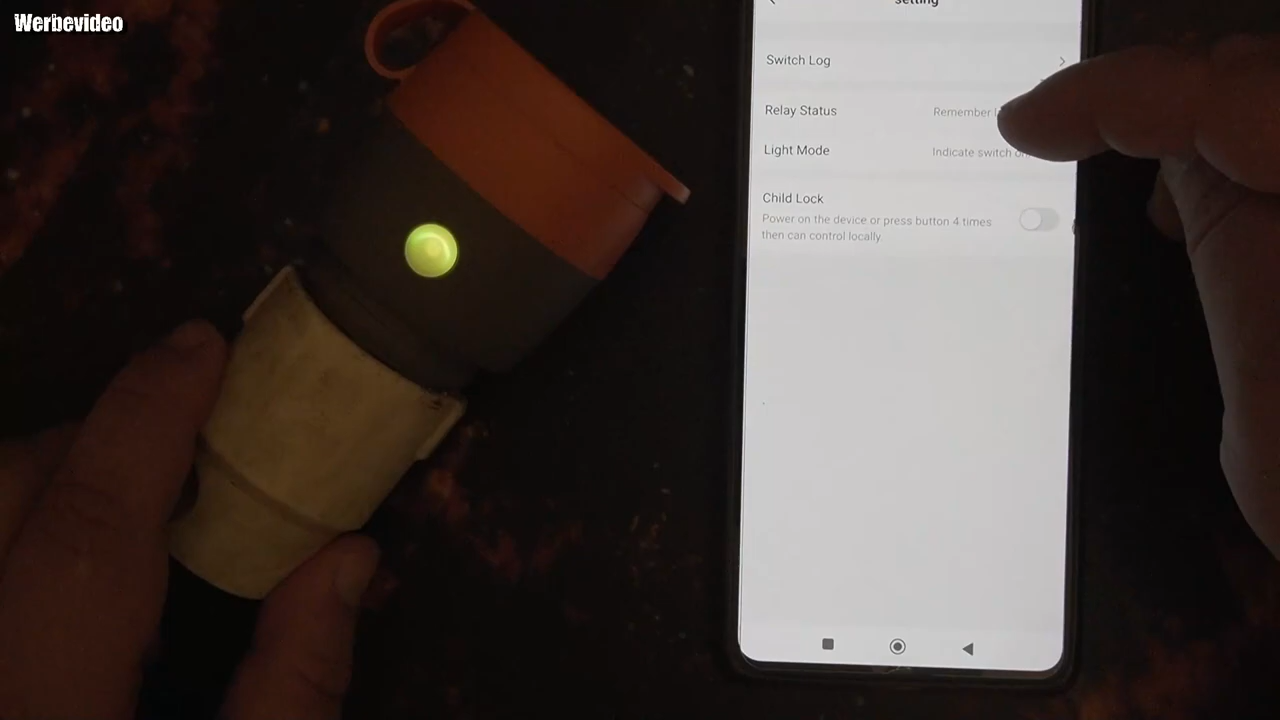 Werbevideo
setting
Switch Log
Relay Status Remember
Light Mode Indicate switch
Child Lock
Power on the device or press button 4 times
then can control locally.